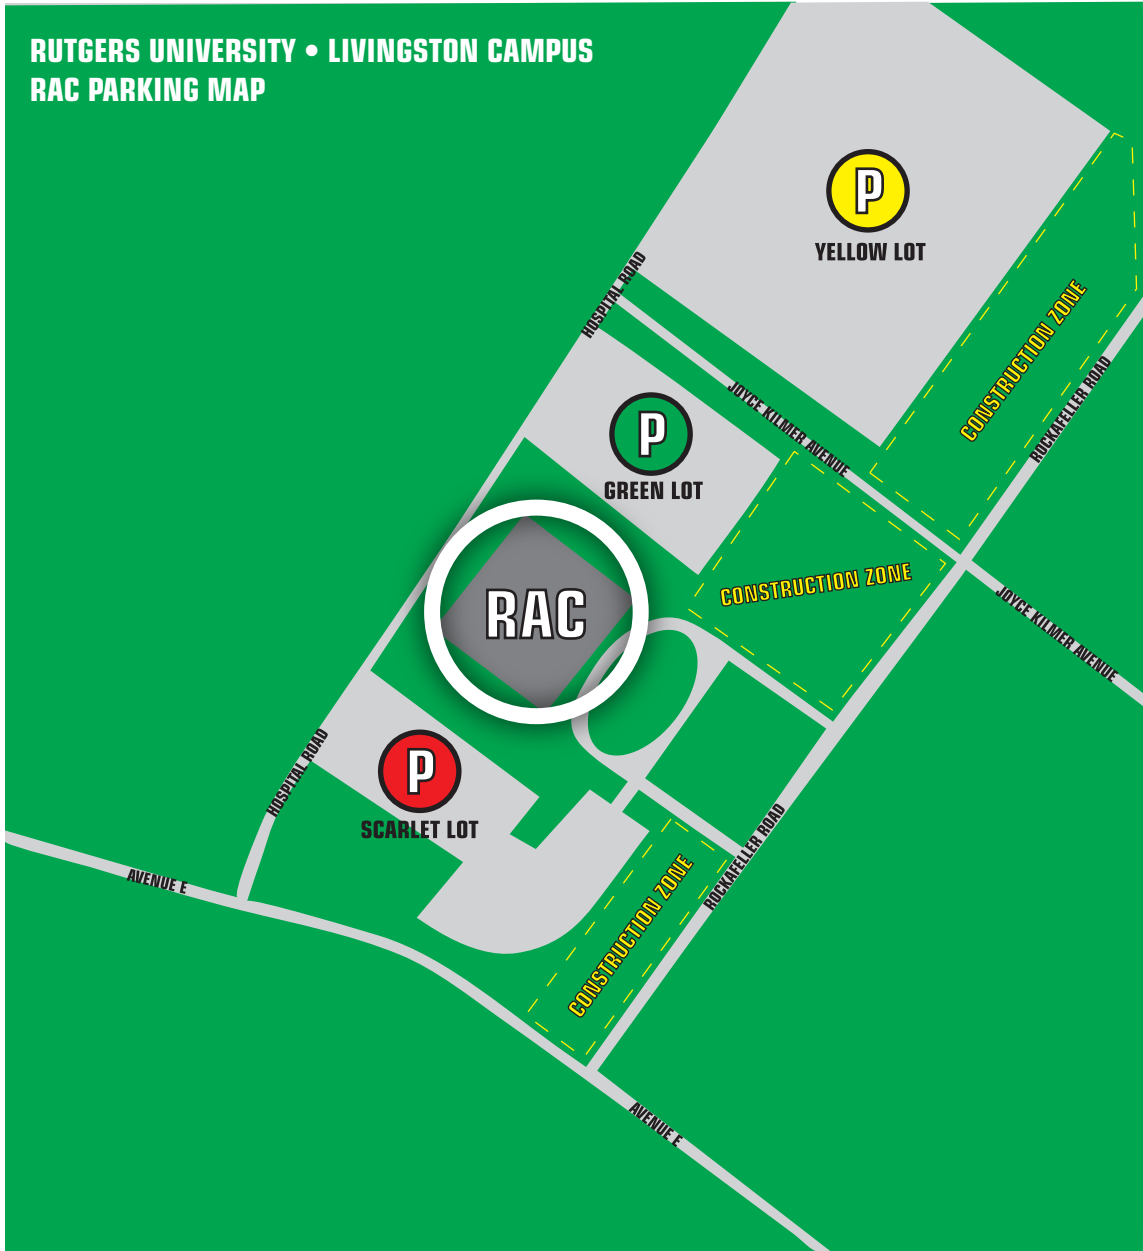 RUTGERS UNIVERSITY • LIVINGSTON CAMPUS
RAC PARKING MAP
P
YELLOW LOT
HOSPITAL ROAD
CONSTRUCTION ZONE
ROCKAFELLER ROAD
JOYCE KILMER AVENUE
P
GREEN LOT
CONSTRUCTION ZONE
RAC
JOYCE KILMER AVENUE
HOSPITAL ROAD
P
SCARLET LOT
ROCKAFELLER ROAD
AVENUE E
CONSTRUCTION ZONE
AVENUE E